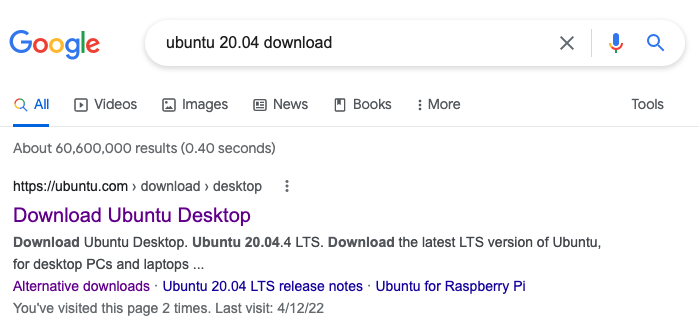 Google
ubuntu 20.04 download
All Videos Images News Books More Tools
About 60,600,000 results (0.40 seconds)
https://ubuntu.com › download › desktop
Download Ubuntu Desktop
Download Ubuntu Desktop. Ubuntu 20.04.4 LTS. Download the latest LTS version of Ubuntu,
for desktop PCs and laptops ...
Alternative downloads · Ubuntu 20.04 LTS release notes · Ubuntu for Raspberry Pi
You've visited this page 2 times. Last visit: 4/12/22